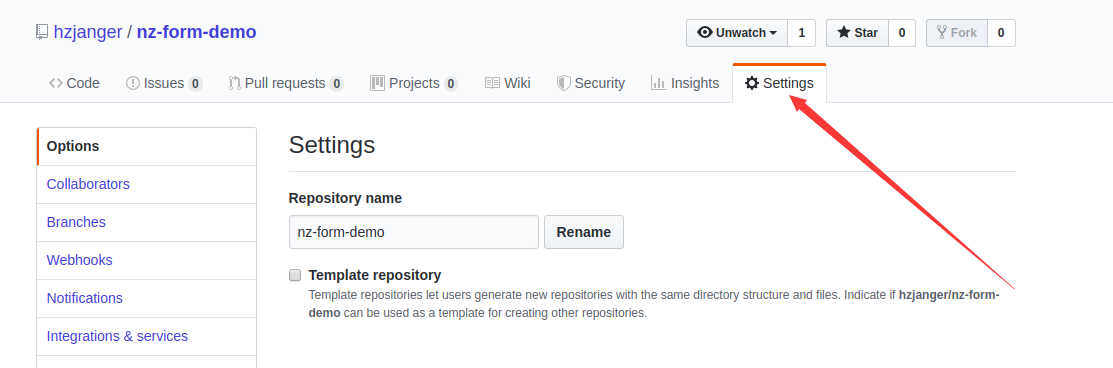 hzjanger / nz-form-demo
Unwatch 1 Star 0 Fork 0
Code Issues 0 Pull requests 0 Projects 0 Wiki Security Insights Settings
Options
Collaborators
Branches
Webhooks
Notifications
Integrations & services
Settings
Repository name
nz-form-demo Rename
Template repository
Template repositories let users generate new repositories with the same directory structure and files. Indicate if hzjanger/nz-form-
demo can be used as a template for creating other repositories.